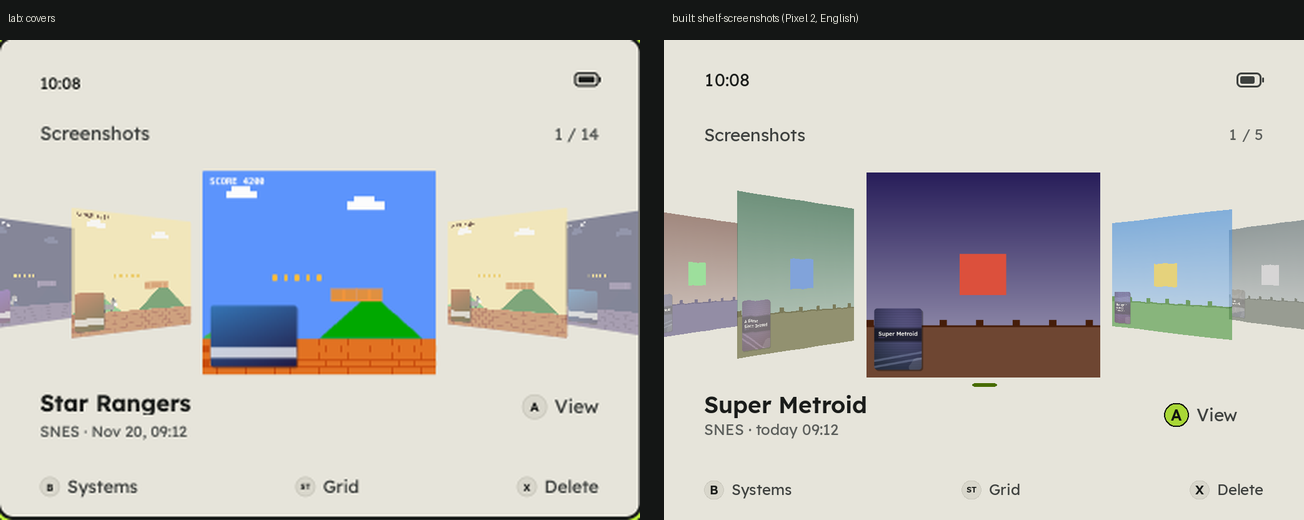 lab: covers
10:08
Screenshots
1 / 14
SCORE 4200
Star Rangers
SNES · Nov 20, 09:12
A View
B Systems
ST Grid
X Delete
built: shelf-screenshots (Pixel 2, English)
10:08
Screenshots
1 / 5
Super Metroid
Super Metroid
SNES · today 09:12
A View
B Systems
ST Grid
X Delete